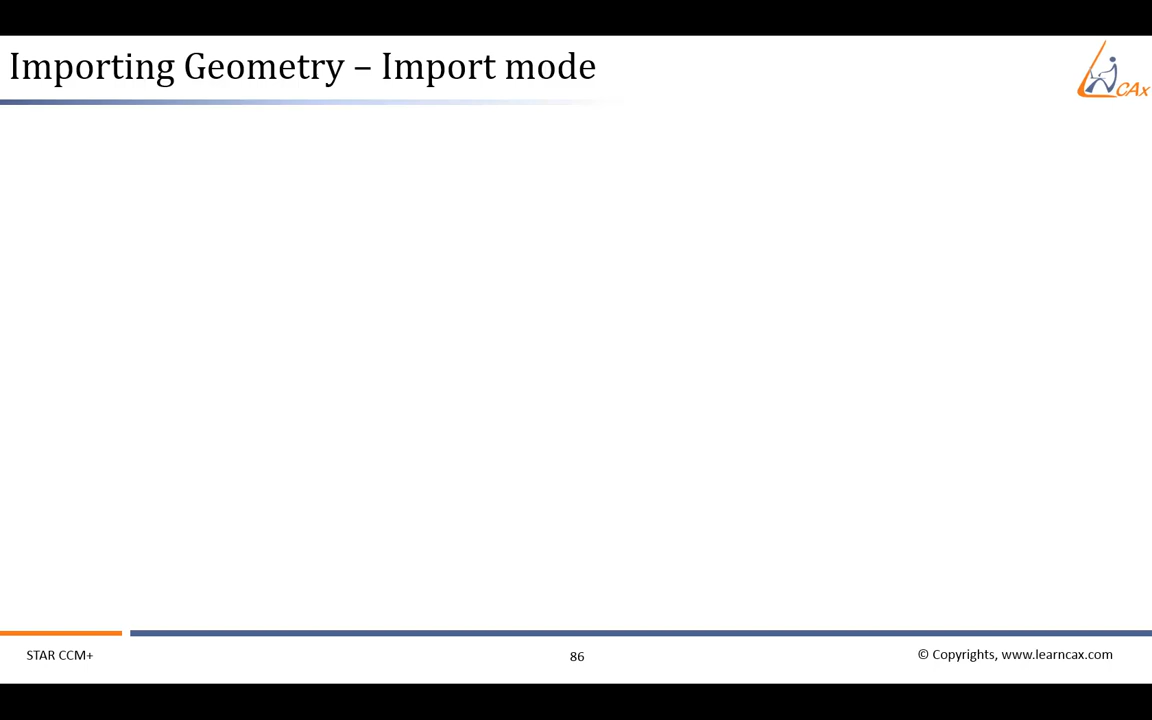 Importing Geometry – Import mode
CAx
STAR CCM+
86
© Copyrights, www.learncax.com